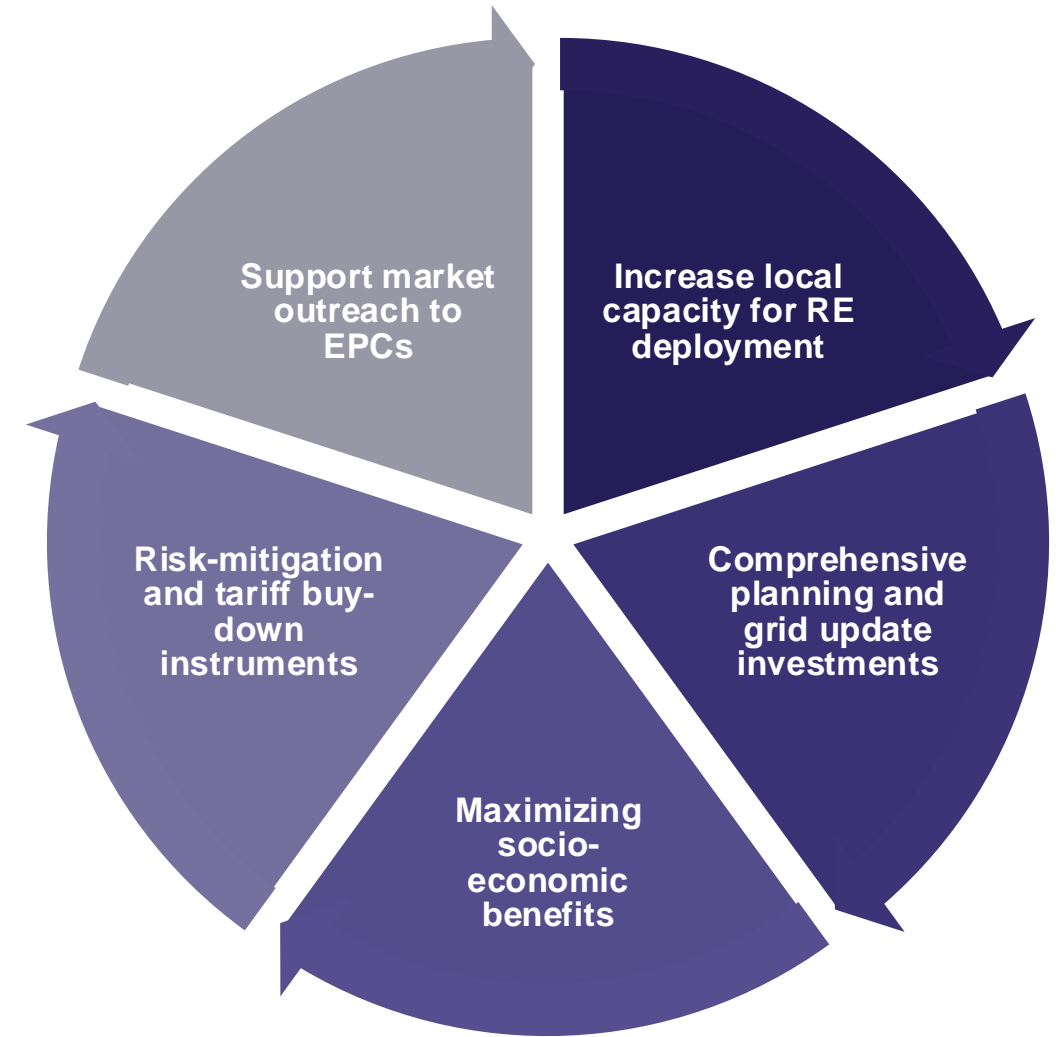 Support market
outreach to
EPCs
Increase local
capacity for RE
deployment
Comprehensive
planning and
grid update
investments
Maximizing
socio-
economic
benefits
Risk-mitigation
and tariff buy-
down
instruments